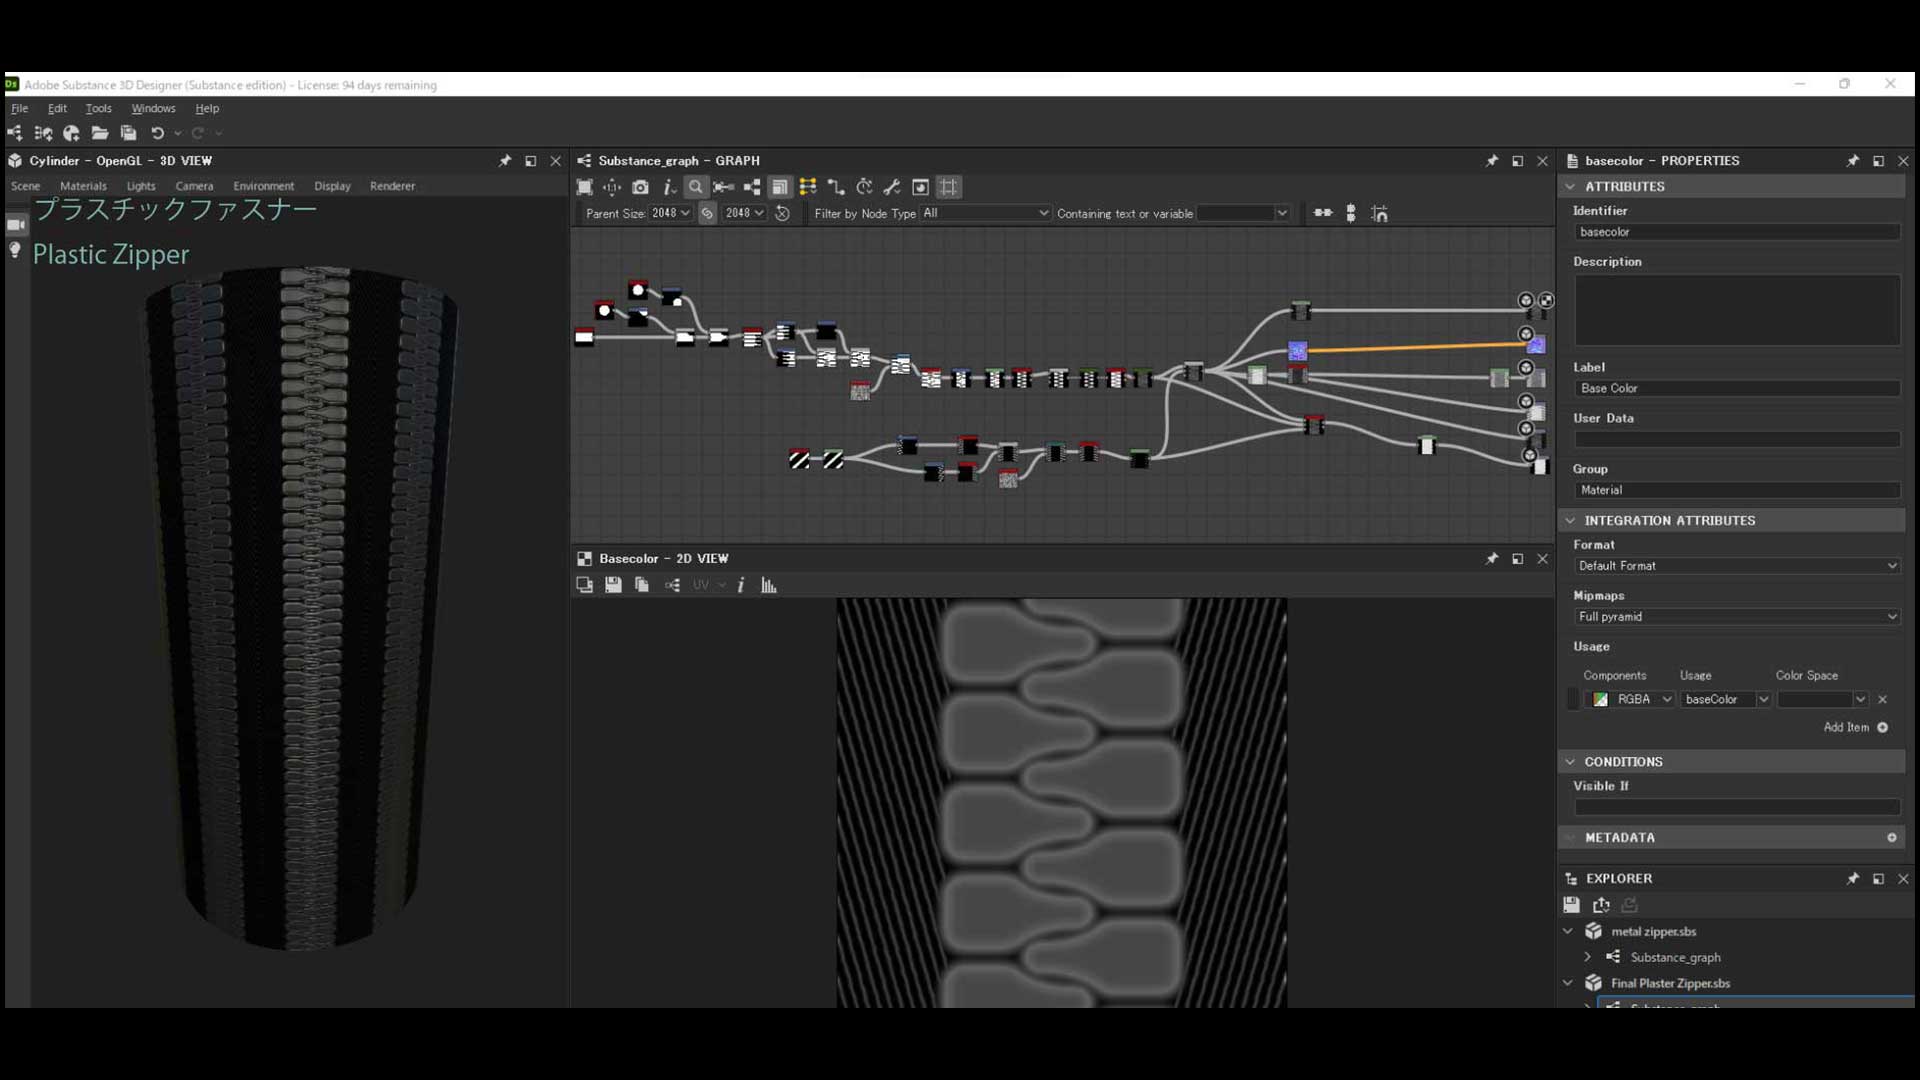 Adobe Substance 3D Designer (Substance edition) - License: 94 days remaining
File Edit Tools Windows Help
Cylinder - OpenGL - 3D VIEW
Scene Materials Lights Camera Environment Display Renderer
プラスチックファスナー
Plastic Zipper
Substance_graph - GRAPH
Parent Size: 2048 2048 Filter by Node Type All Containing text or variable
Basecolor - 2D VIEW
UV
basecolor - PROPERTIES
ATTRIBUTES
Identifier
basecolor
Description
Label
Base Color
User Data
Group
Material
INTEGRATION ATTRIBUTES
Format
Default Format
Mipmaps
Full pyramid
Usage
Components Usage Color Space
RGBA baseColor
Add Item
CONDITIONS
Visible If
METADATA
EXPLORER
metal zipper.sbs
Substance_graph
Final Plaster Zipper.sbs
Substance_graph